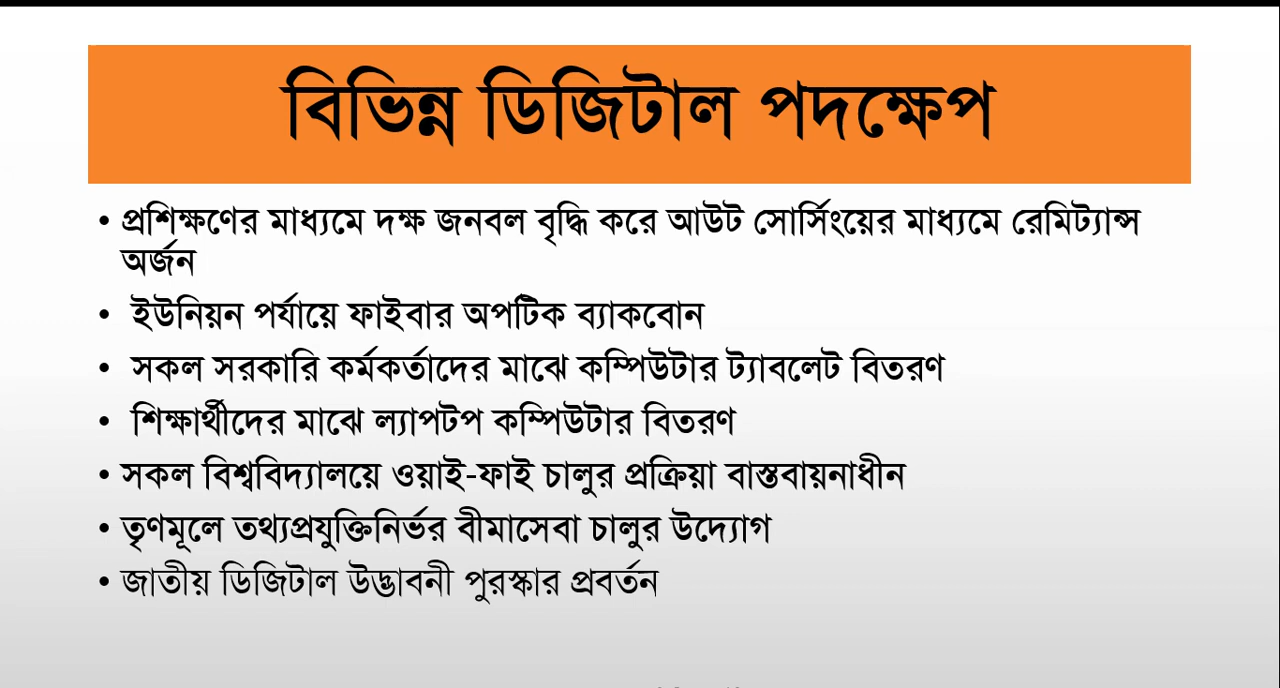 বিভিন্ন ডিজিটাল পদক্ষেপ
• প্রশিক্ষণের মাধ্যমে দক্ষ জনবল বৃদ্ধি করে আউট সোর্সিংয়ের মাধ্যমে রেমিট্যান্স
অর্জন
• ইউনিয়ন পর্যায়ে ফাইবার অপটিক ব্যাকবোন
• সকল সরকারি কর্মকর্তাদের মাঝে কম্পিউটার ট্যাবলেট বিতরণ
• শিক্ষার্থীদের মাঝে ল্যাপটপ কম্পিউটার বিতরণ
• সকল বিশ্ববিদ্যালয়ে ওয়াই-ফাই চালুর প্রক্রিয়া বাস্তবায়নাধীন
• তৃণমূলে তথ্যপ্রযুক্তিনির্ভর বীমাসেবা চালুর উদ্যোগ
• জাতীয় ডিজিটাল উদ্ভাবনী পুরস্কার প্রবর্তন